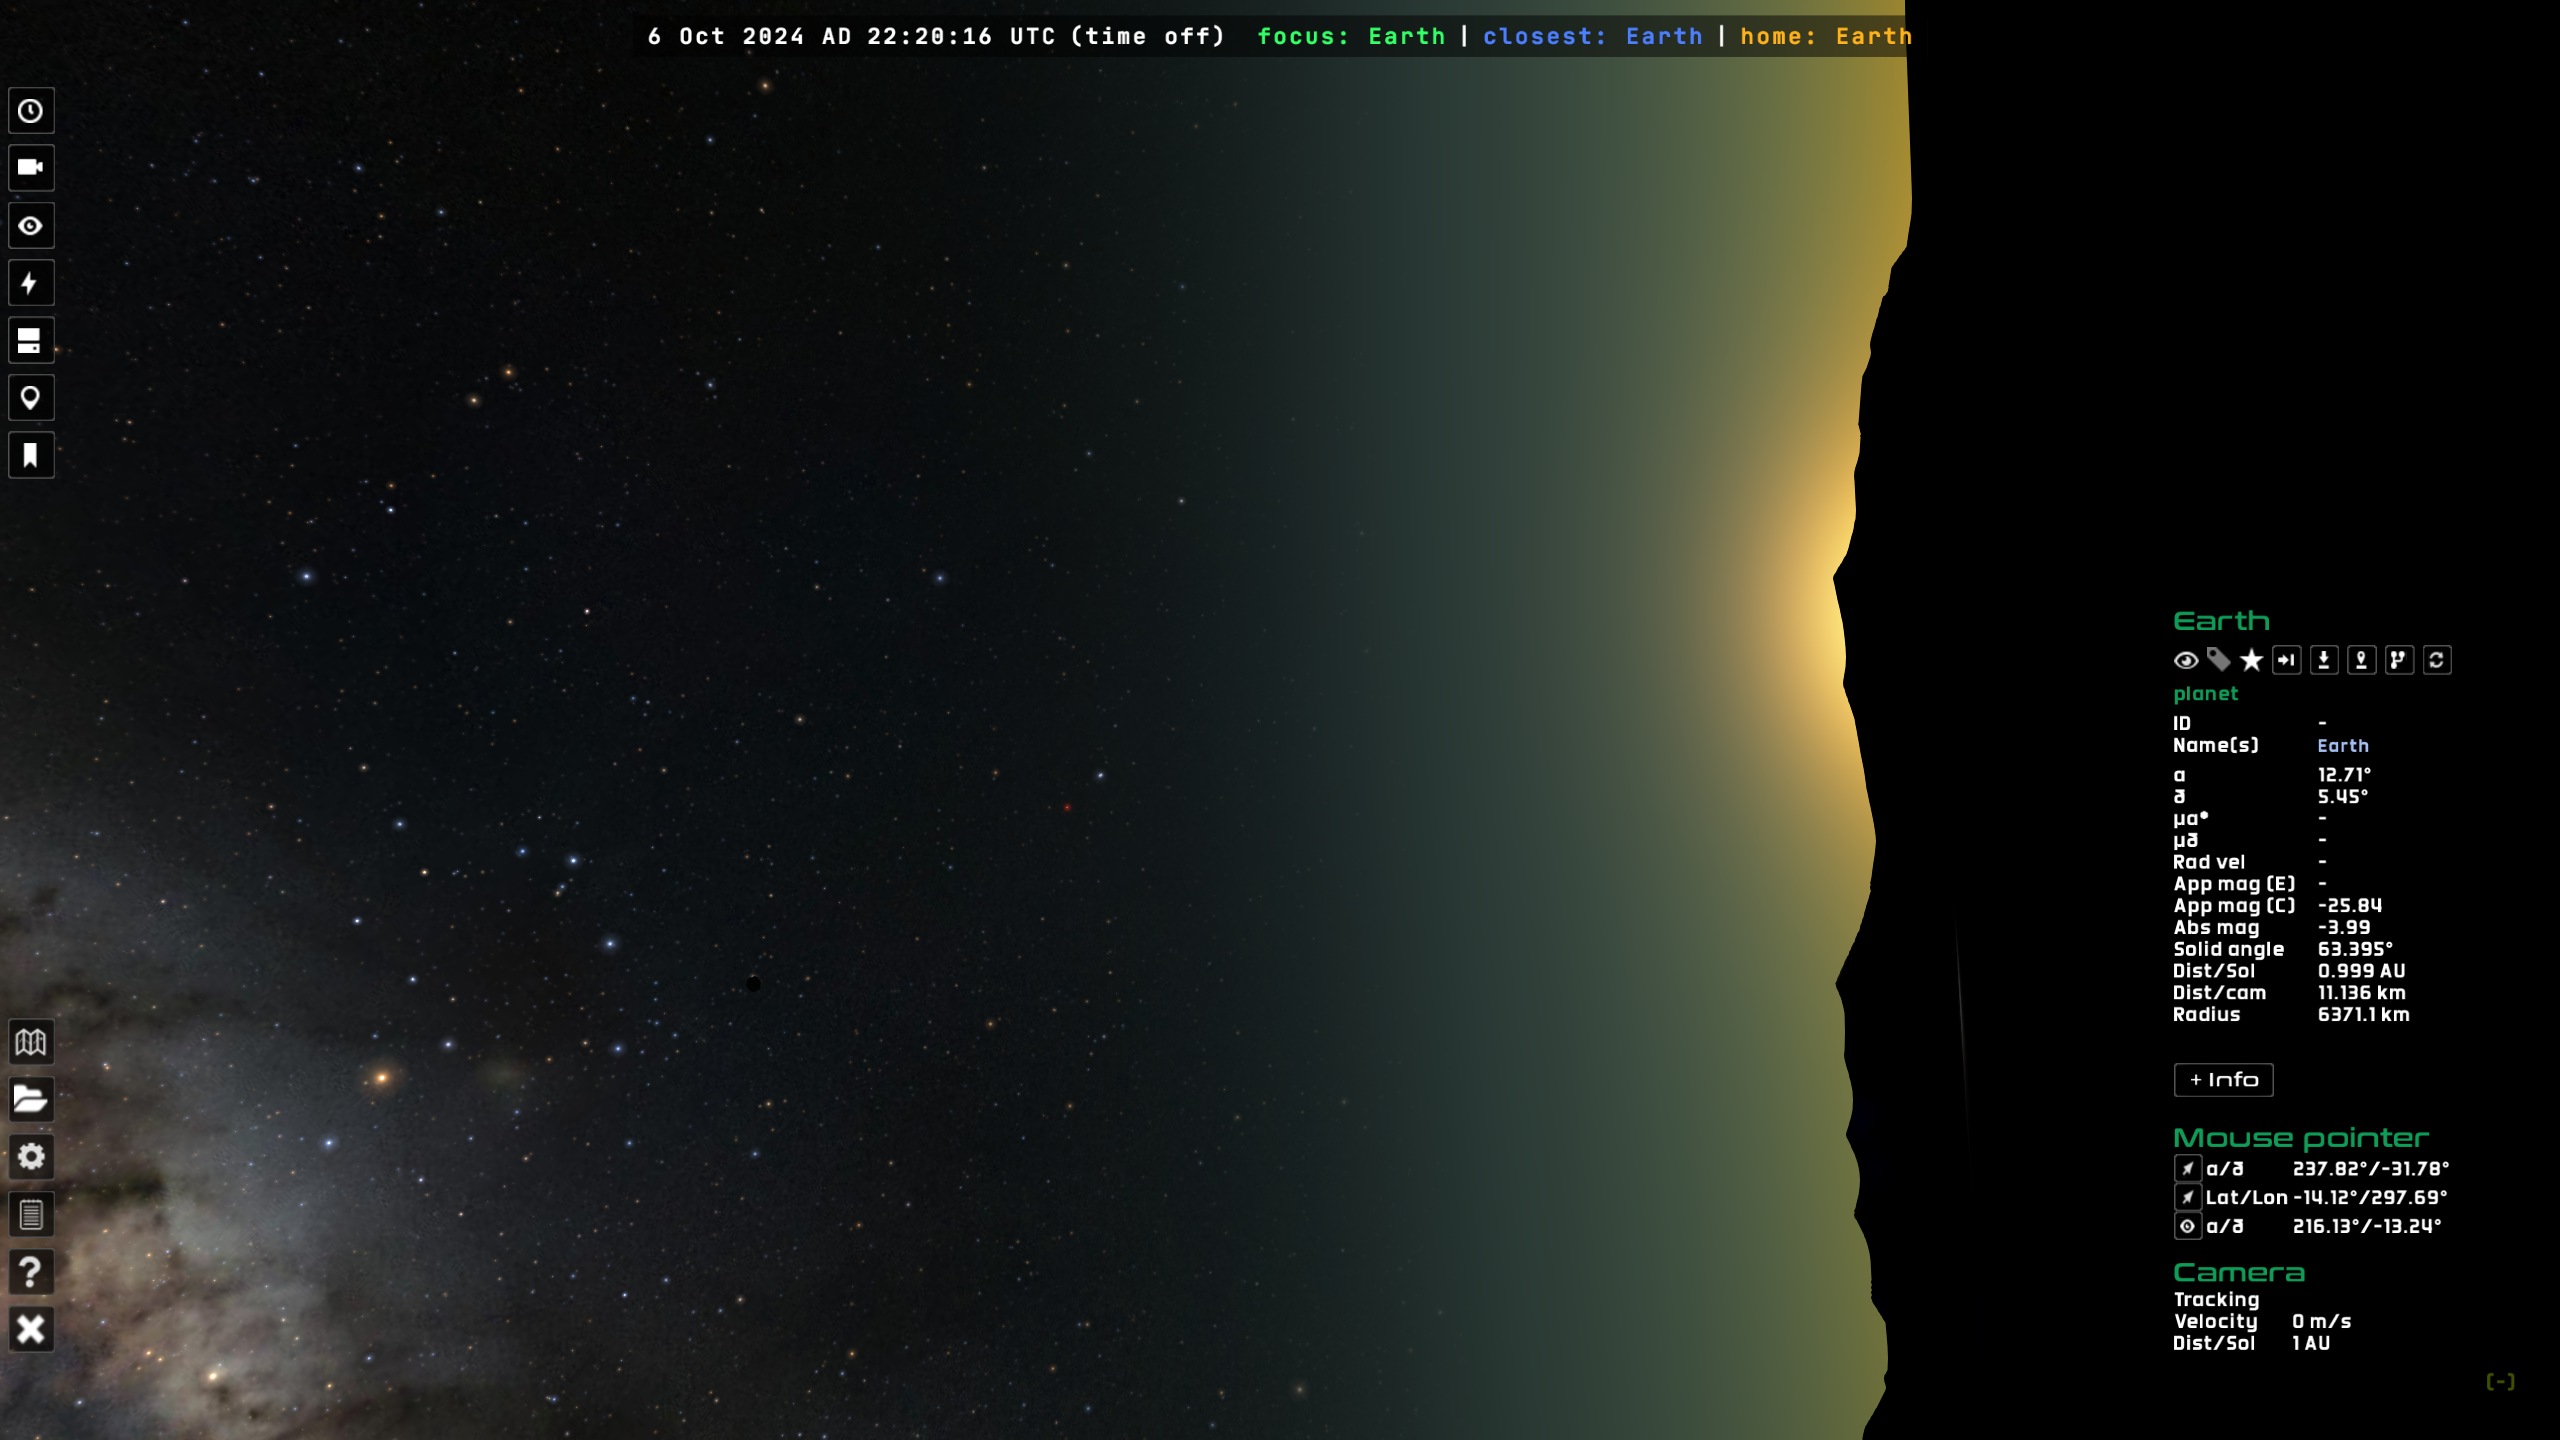 6 Oct 2024 AD 22:20:16 UTC (time off) focus: Earth | closest: Earth | home: Earth
Earth
planet
ID -
Name(s) Earth
α 12.71°
δ 5.45°
μα* -
μδ -
Rad vel -
App mag (E) -
App mag (C) -25.84
Abs mag -3.99
Solid angle 63.395°
Dist/Sol 0.999 AU
Dist/cam 11.136 km
Radius 6371.1 km
+ Info
Mouse pointer
α/δ 237.82°/-31.78°
Lat/Lon -14.12°/297.69°
α/δ 216.13°/-13.24°
Camera
Tracking
Velocity 0 m/s
Dist/Sol 1 AU
(-)